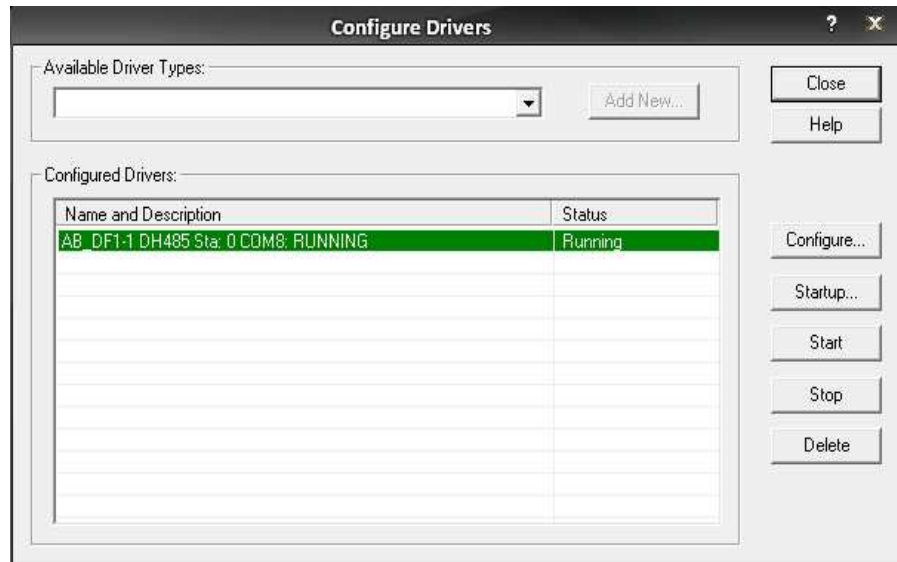 Configure Drivers
? X
Available Driver Types:
Add New...
Close
Help
Configured Drivers:
Name and Description Status
AB_DF1-1 DH485 Sta: 0 COM8: RUNNING Running
Configure...
Startup...
Start
Stop
Delete